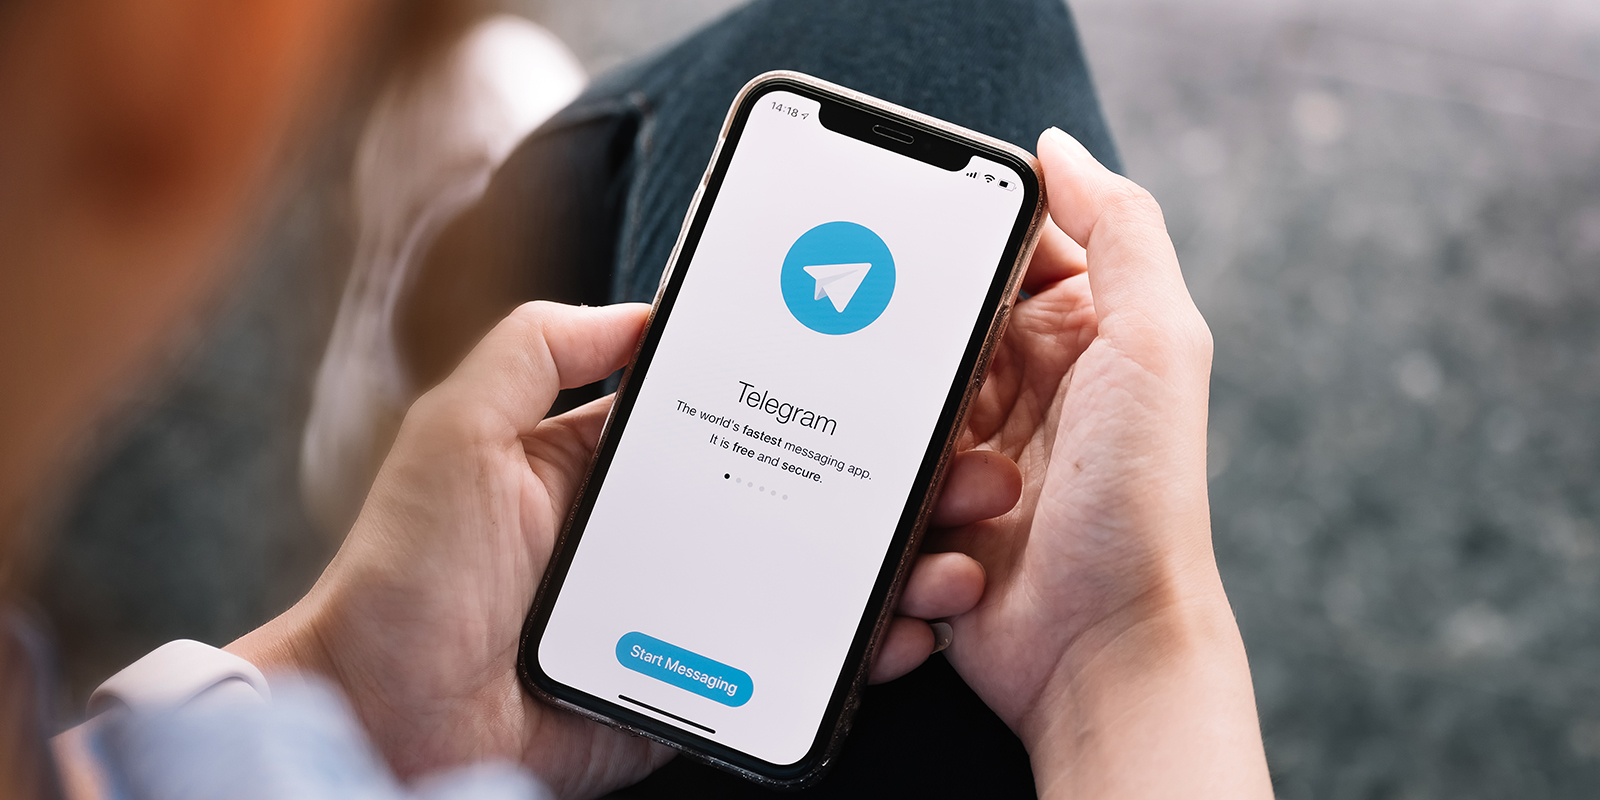 14:18
Telegram
The world's fastest messaging app.
It is free and secure.
Start Messaging